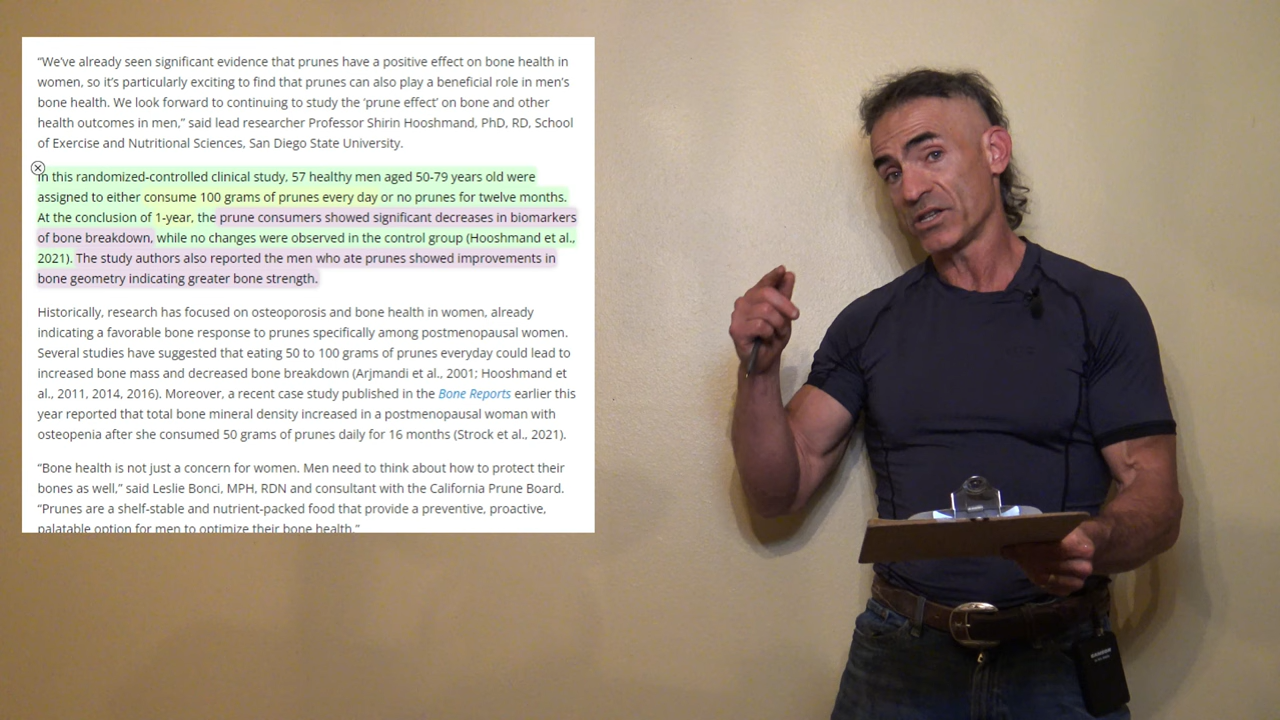 “We’ve already seen significant evidence that prunes have a positive effect on bone health in
women, so it’s particularly exciting to find that prunes can also play a beneficial role in men’s
bone health. We look forward to continuing to study the ‘prune effect’ on bone and other
health outcomes in men,” said lead researcher Professor Shirin Hooshmand, PhD, RD, School
of Exercise and Nutritional Sciences, San Diego State University.
In this randomized-controlled clinical study, 57 healthy men aged 50-79 years old were
assigned to either consume 100 grams of prunes every day or no prunes for twelve months.
At the conclusion of 1-year, the prune consumers showed significant decreases in biomarkers
of bone breakdown, while no changes were observed in the control group (Hooshmand et al.,
2021). The study authors also reported the men who ate prunes showed improvements in
bone geometry indicating greater bone strength.
Historically, research has focused on osteoporosis and bone health in women, already
indicating a favorable bone response to prunes specifically among postmenopausal women.
Several studies have suggested that eating 50 to 100 grams of prunes everyday could lead to
increased bone mass and decreased bone breakdown (Arjmandi et al., 2001; Hooshmand et
al., 2011, 2014, 2016). Moreover, a recent case study published in the Bone Reports earlier this
year reported that total bone mineral density increased in a postmenopausal woman with
osteopenia after she consumed 50 grams of prunes daily for 16 months (Strock et al., 2021).
“Bone health is not just a concern for women. Men need to think about how to protect their
bones as well,” said Leslie Bonci, MPH, RDN and consultant with the California Prune Board.
“Prunes are a shelf-stable and nutrient-packed food that provide a preventive, proactive,
palatable option for men to optimize their bone health.”